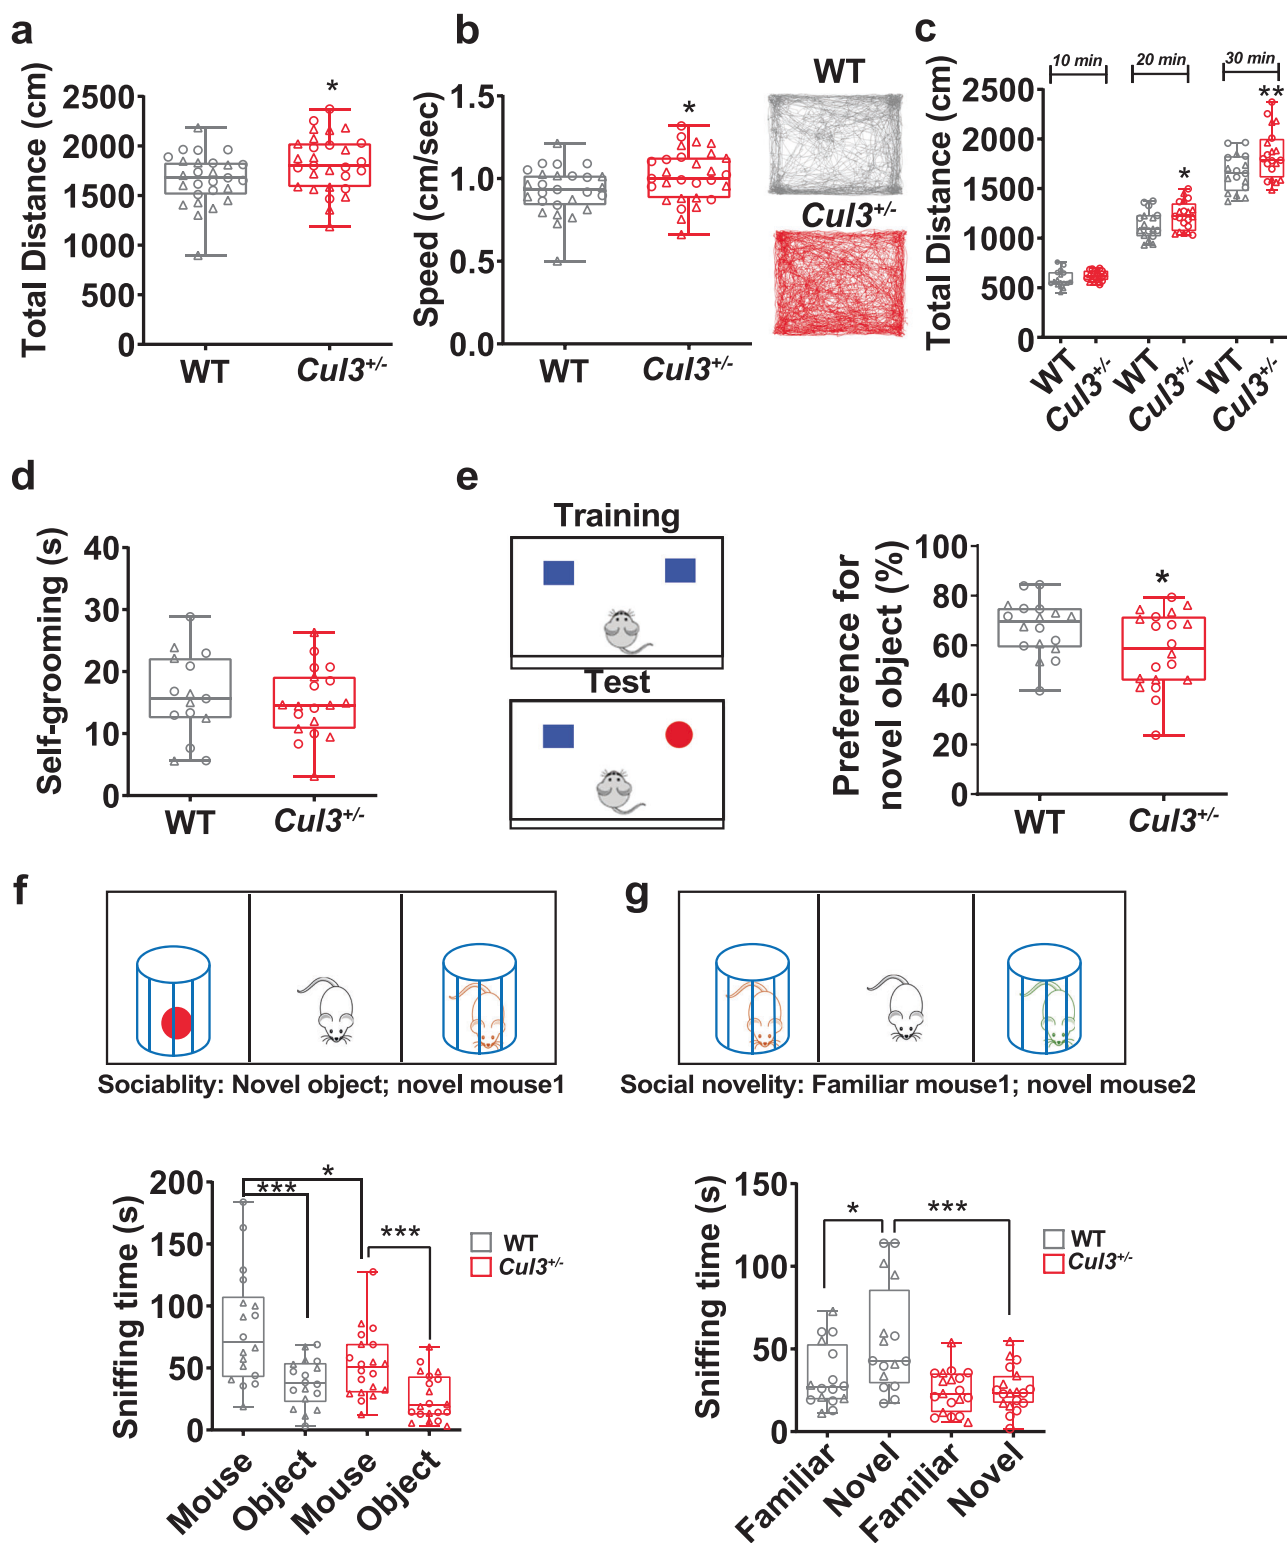 a
Total Distance (cm)
2500
2000
1500
1000
500
0
*
WT
Cul3+/-
b
Speed (cm/sec)
1.5
1.0
0.5
0.0
*
WT
Cul3+/-
WT
Cul3+/-
c
Total Distance (cm)
2500
2000
1500
1000
500
0
10 min
20 min
30 min
*
**
WT
Cul3+/-
WT
Cul3+/-
WT
Cul3+/-
d
Self-grooming (s)
40
30
20
10
0
WT
Cul3+/-
e
Training
Test
Preference for
novel object (%)
100
80
60
40
20
0
*
WT
Cul3+/-
f
Sociablity: Novel object; novel mouse1
Sniffing time (s)
200
150
100
50
0
***
*
***
WT
Cul3+/-
Mouse
Object
Mouse
Object
g
Social novelity: Familiar mouse1; novel mouse2
Sniffing time (s)
150
100
50
0
*
***
WT
Cul3+/-
Familiar
Novel
Familiar
Novel